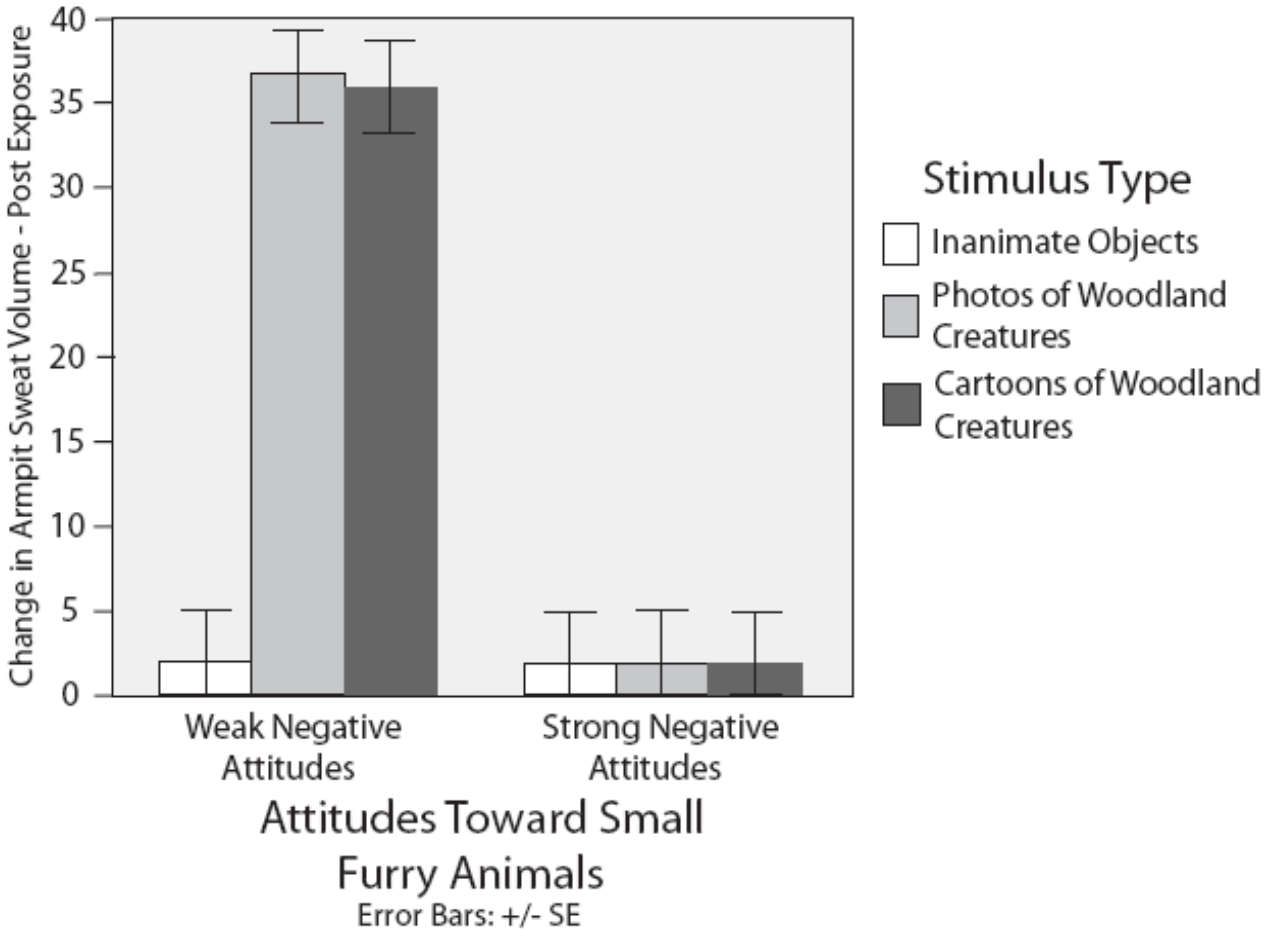 Change in Armpit Sweat Volume - Post Exposure
40
35
30
25
20
15
10
5
0
Weak Negative
Attitudes
Strong Negative
Attitudes
Attitudes Toward Small
Furry Animals
Error Bars: +/- SE
Stimulus Type
Inanimate Objects
Photos of Woodland
Creatures
Cartoons of Woodland
Creatures